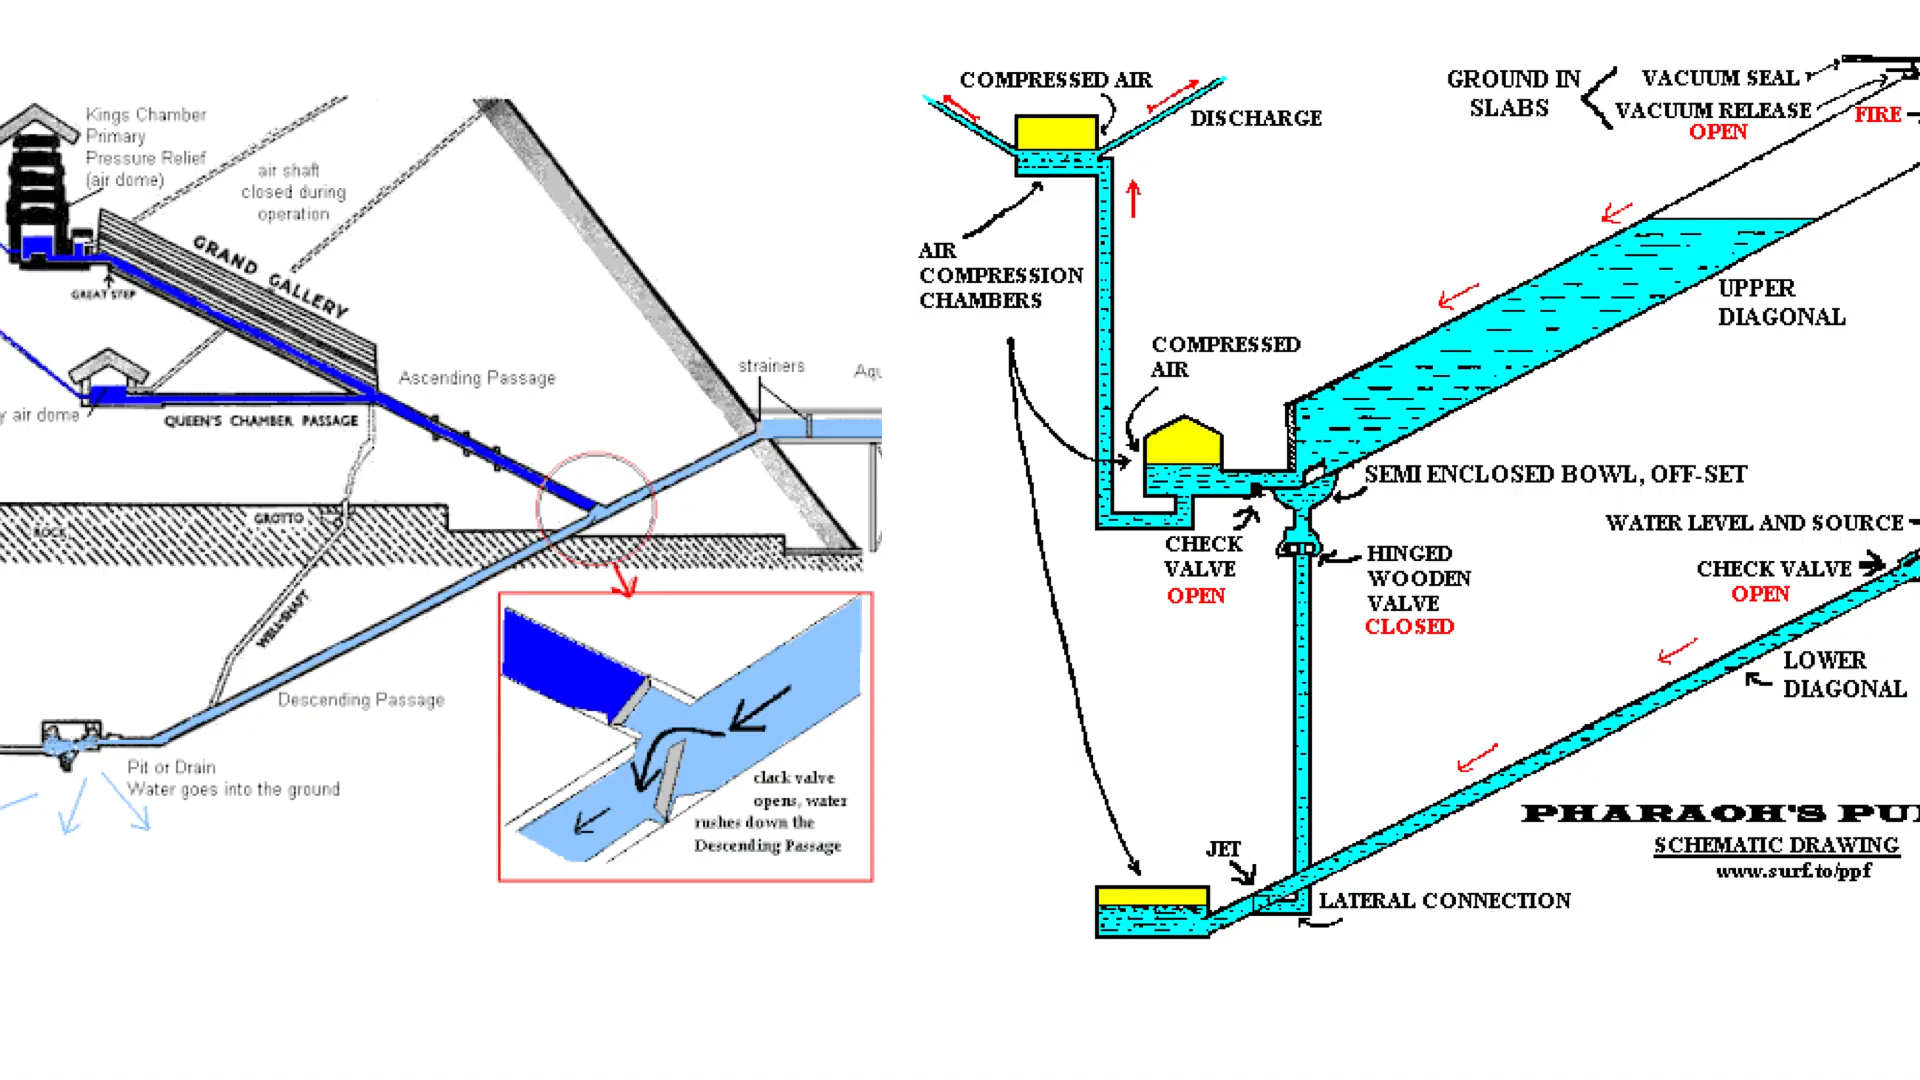 Kings Chamber
Primary
Pressure Relief
(air dome)
air shaft
closed during
operation
GRAND GALLERY
GREAT STEP
Ascending Passage
strainers
y air dome
QUEEN'S CHAMBER PASSAGE
GROTTO
ROCK
WELL-SHAFT
Descending Passage
Pit or Drain
Water goes into the ground
clack valve
opens, water
rushes down the
Descending Passage
COMPRESSED AIR
DISCHARGE
AIR
COMPRESSION
CHAMBERS
COMPRESSED
AIR
GROUND IN
SLABS
VACUUM SEAL
VACUUM RELEASE
OPEN
FIRE
UPPER
DIAGONAL
SEMI ENCLOSED BOWL, OFF-SET
WATER LEVEL AND SOURCE
CHECK
VALVE
OPEN
HINGED
WOODEN
VALVE
CLOSED
CHECK VALVE
OPEN
LOWER
DIAGONAL
JET
LATERAL CONNECTION
PHARAOH'S PU
SCHEMATIC DRAWING
www.surf.to/ppf